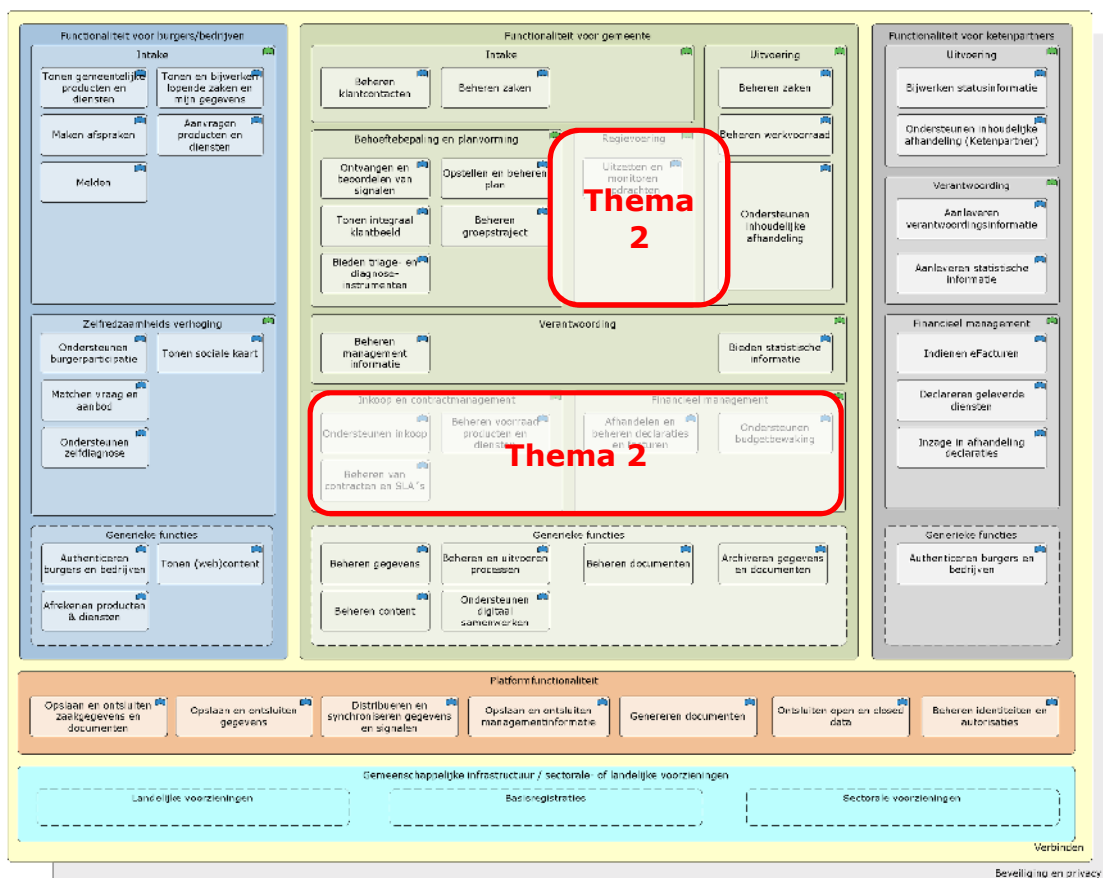 Functionaliteit voor burgers/bedrijven
Intake
Tonen gemeentelijke
producten en
diensten
Tonen en bijwerken
lopende zaken en
mijn gegevens
Maken afspraken
Aanvragen
producten en
diensten
Melden
Zelfredzaamheids verhoging
Ondersteunen
burgerparticipatie
Tonen sociale kaart
Matchen vraag en
aanbod
Ondersteunen
zelfdiagnose
Generieke functies
Authenticeren
burgers en bedrijven
Tonen (web)content
Afrekenen producten
& diensten
Functionaliteit voor gemeente
Intake
Beheren
klantcontacten
Beheren zaken
Uitvoering
Beheren zaken
Beheren werkvoorraad
Ondersteunen
inhoudelijke
afhandeling
Behoeftebepaling en planvorming
Ontvangen en
beoordelen van
signalen
Opstellen en beheren
plan
Tonen integraal
klantbeeld
Beheren
groepstraject
Bieden triage- en
diagnose-
instrumenten
Regievoering
Uitzetten en
monitoren
opdrachten
Thema
2
Verantwoording
Beheren
management
informatie
Bieden statistische
informatie
Inkoop en contractmanagement
Ondersteunen inkoop
Beheren voorraad
producten en
diensten
Beheren van
contracten en SLA´s
Financieel management
Afhandelen en
beheren declaraties
en facturen
Ondersteunen
budgetbewaking
Thema 2
Generieke functies
Beheren gegevens
Beheren en uitvoeren
processen
Beheren documenten
Archiveren gegevens
en documenten
Beheren content
Ondersteunen
digitaal
samenwerken
Functionaliteit voor ketenpartners
Uitvoering
Bijwerken statusinformatie
Ondersteunen inhoudelijke
afhandeling (Ketenpartner)
Verantwoording
Aanleveren
verantwoordingsinformatie
Aanleveren statistische
informatie
Financieel management
Indienen eFacturen
Declareren geleverde
diensten
Inzage in afhandeling
declaraties
Generieke functies
Authenticeren burgers en
bedrijven
Platformfunctionaliteit
Opslaan en ontsluiten
zaakgegevens en
documenten
Opslaan en ontsluiten
gegevens
Distribueren en
synchroniseren gegevens
en signalen
Opslaan en ontsluiten
managementinformatie
Genereren documenten
Ontsluiten open en closed
data
Beheren identiteiten en
autorisaties
Gemeenschappelijke infrastructuur / sectorale- of landelijke voorzieningen
Landelijke voorzieningen
Basisregistraties
Sectorale voorzieningen
Verbinden
Beveiliging en privacy